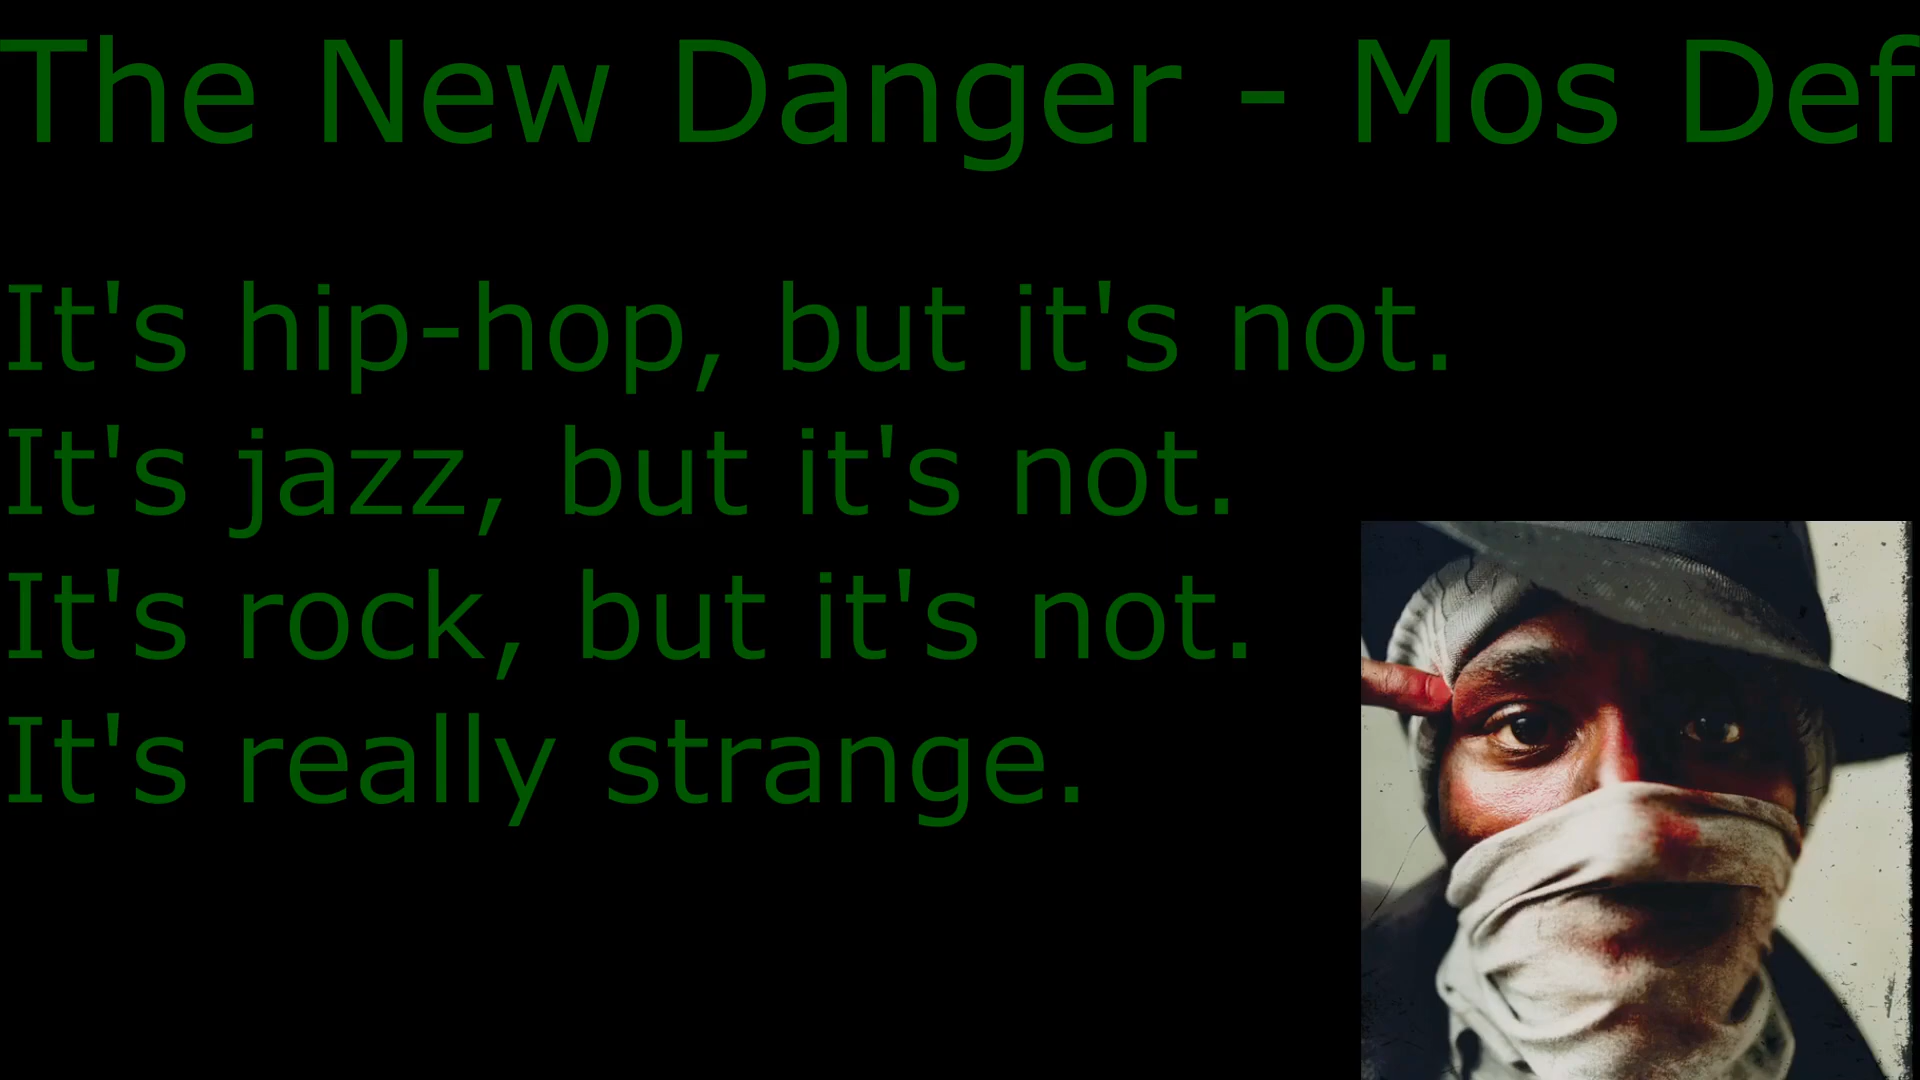 The New Danger - Mos Def
It's hip-hop, but it's not.
It's jazz, but it's not.
It's rock, but it's not.
It's really strange.